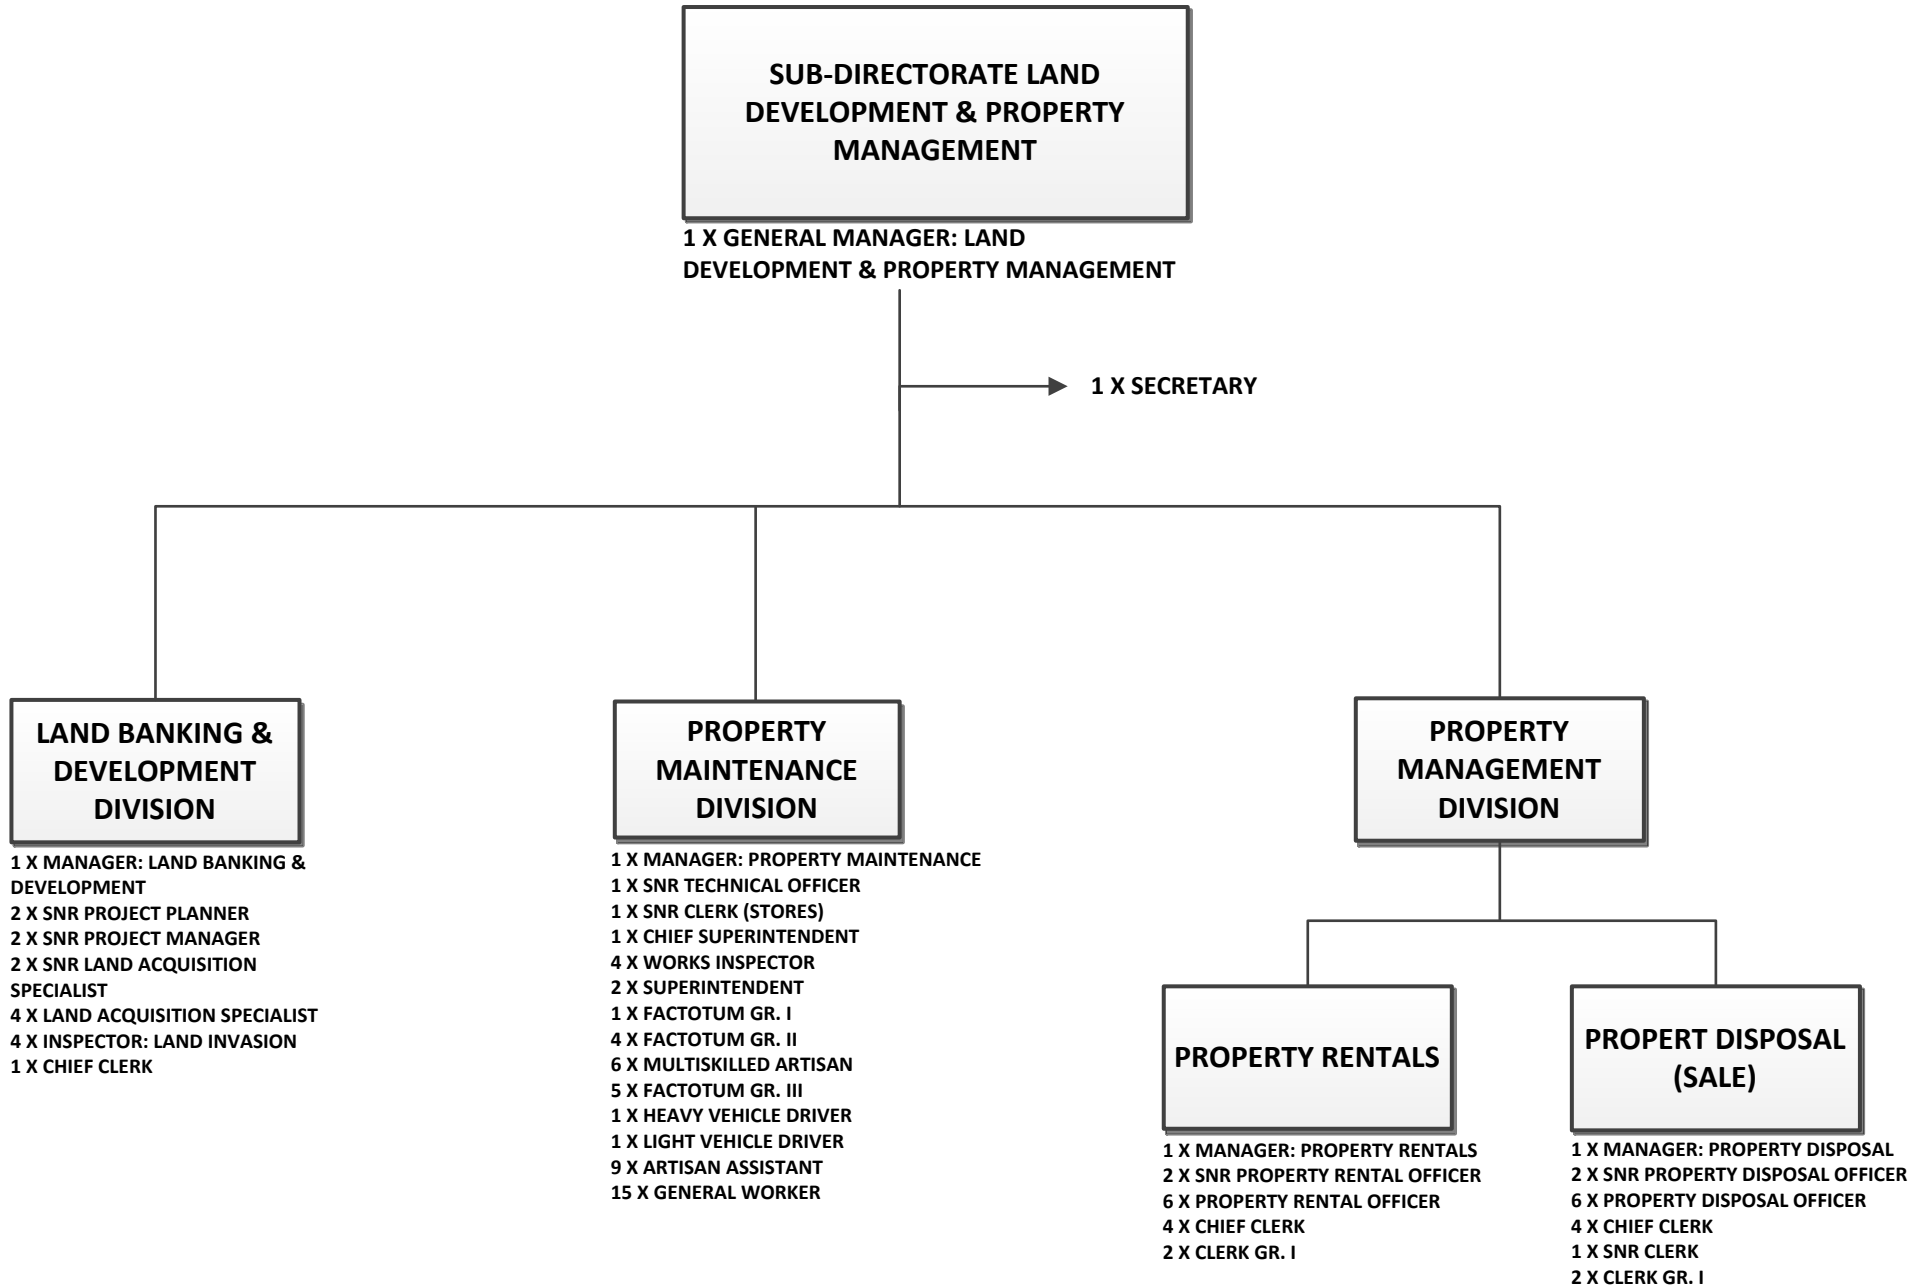 SUB-DIRECTORATE LAND
DEVELOPMENT & PROPERTY
MANAGEMENT
1 X GENERAL MANAGER: LAND
DEVELOPMENT & PROPERTY MANAGEMENT
1 X SECRETARY
LAND BANKING &
DEVELOPMENT
DIVISION
1 X MANAGER: LAND BANKING &
DEVELOPMENT
2 X SNR PROJECT PLANNER
2 X SNR PROJECT MANAGER
2 X SNR LAND ACQUISITION
SPECIALIST
4 X LAND ACQUISITION SPECIALIST
4 X INSPECTOR: LAND INVASION
1 X CHIEF CLERK
PROPERTY
MAINTENANCE
DIVISION
1 X MANAGER: PROPERTY MAINTENANCE
1 X SNR TECHNICAL OFFICER
1 X SNR CLERK (STORES)
1 X CHIEF SUPERINTENDENT
4 X WORKS INSPECTOR
2 X SUPERINTENDENT
1 X FACTOTUM GR. I
4 X FACTOTUM GR. II
6 X MULTISKILLED ARTISAN
5 X FACTOTUM GR. III
1 X HEAVY VEHICLE DRIVER
1 X LIGHT VEHICLE DRIVER
9 X ARTISAN ASSISTANT
15 X GENERAL WORKER
PROPERTY
MANAGEMENT
DIVISION
PROPERTY RENTALS
1 X MANAGER: PROPERTY RENTALS
2 X SNR PROPERTY RENTAL OFFICER
6 X PROPERTY RENTAL OFFICER
4 X CHIEF CLERK
2 X CLERK GR. I
PROPERT DISPOSAL
(SALE)
1 X MANAGER: PROPERTY DISPOSAL
2 X SNR PROPERTY DISPOSAL OFFICER
6 X PROPERTY DISPOSAL OFFICER
4 X CHIEF CLERK
1 X SNR CLERK
2 X CLERK GR. I